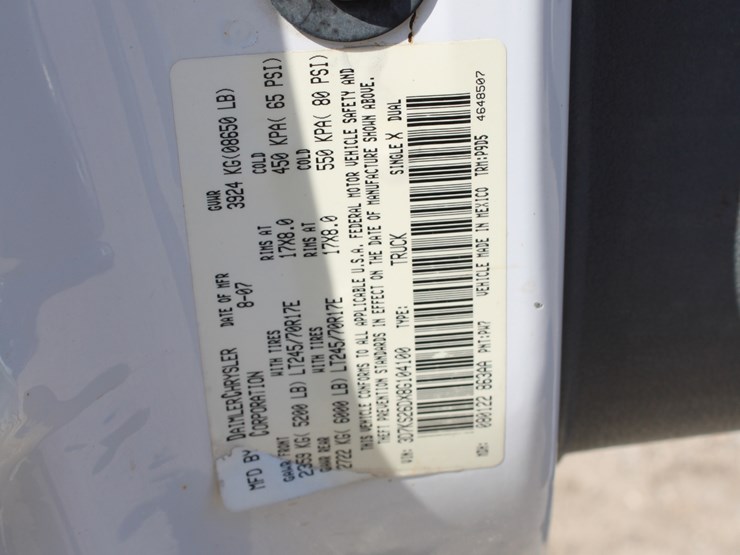 MFD BY DAIMLERCHRYSLER CORPORATION DATE OF MFR 8-07 GVWR 3924 KG(08650 LB)
GAWR FRONT WITH TIRES RIMS AT COLD
2359 KG( 5200 LB) LT245/70R17E 17X8.0 450 KPA( 65 PSI)
GAWR REAR WITH TIRES RIMS AT COLD
2722 KG( 6000 LB) LT245/70R17E 17X8.0 550 KPA( 80 PSI)
THIS VEHICLE CONFORMS TO ALL APPLICABLE U.S.A. FEDERAL MOTOR VEHICLE SAFETY AND
THEFT PREVENTION STANDARDS IN EFFECT ON THE DATE OF MANUFACTURE SHOWN ABOVE.
VIN: 3D7KS26DX8G104100 TYPE: TRUCK SINGLE X DUAL
MDH: 080122 863AA PNT:PW7 VEHICLE MADE IN MEXICO TRM:P9D5 4648507